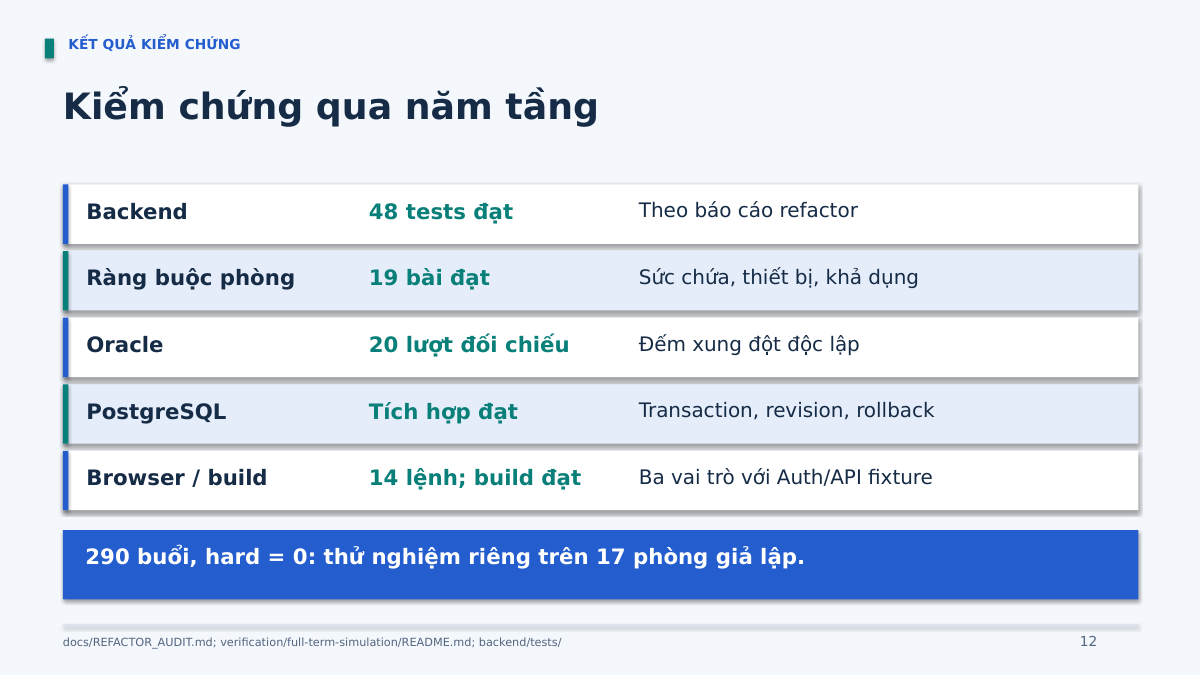 KẾT QUẢ KIỂM CHỨNG
Kiểm chứng qua năm tầng
Backend 48 tests đạt Theo báo cáo refactor
Ràng buộc phòng 19 bài đạt Sức chứa, thiết bị, khả dụng
Oracle 20 lượt đối chiếu Đếm xung đột độc lập
PostgreSQL Tích hợp đạt Transaction, revision, rollback
Browser / build 14 lệnh; build đạt Ba vai trò với Auth/API fixture
290 buổi, hard = 0: thử nghiệm riêng trên 17 phòng giả lập.
docs/REFACTOR_AUDIT.md; verification/full-term-simulation/README.md; backend/tests/ 12